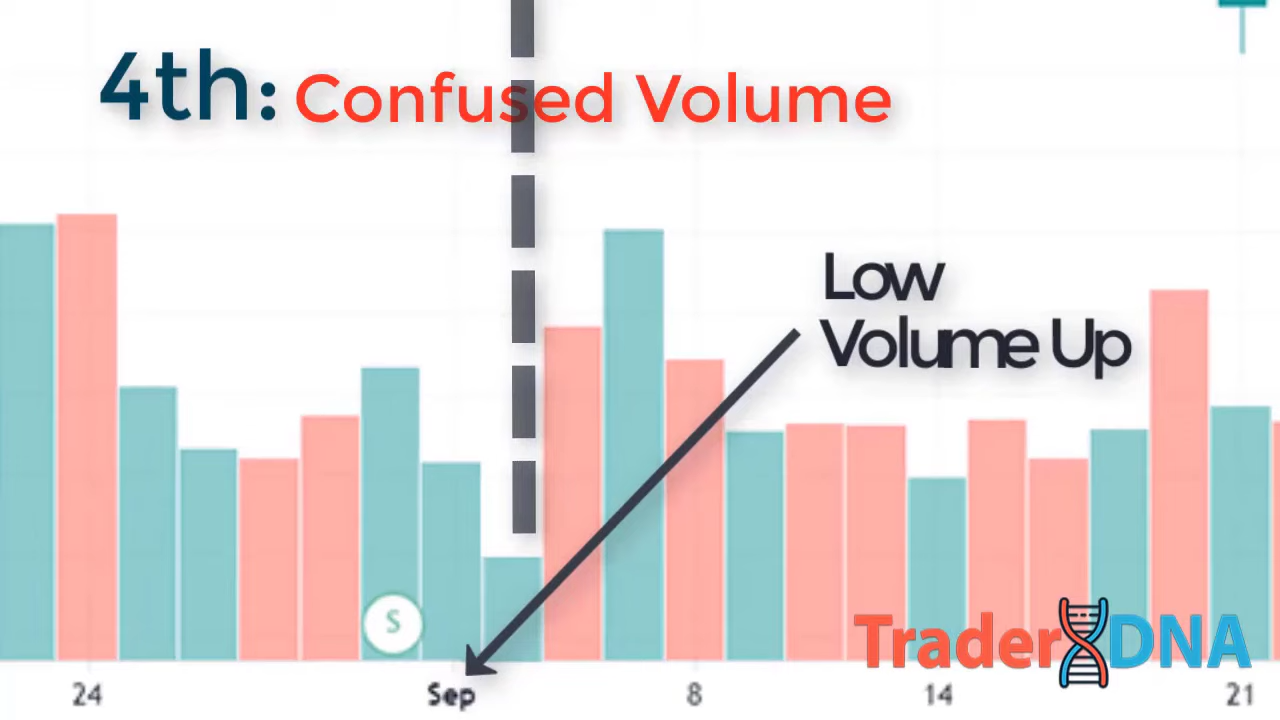 4th: Confused Volume
Low
Volume Up
S
TraderDNA
24 Sep 8 14 21